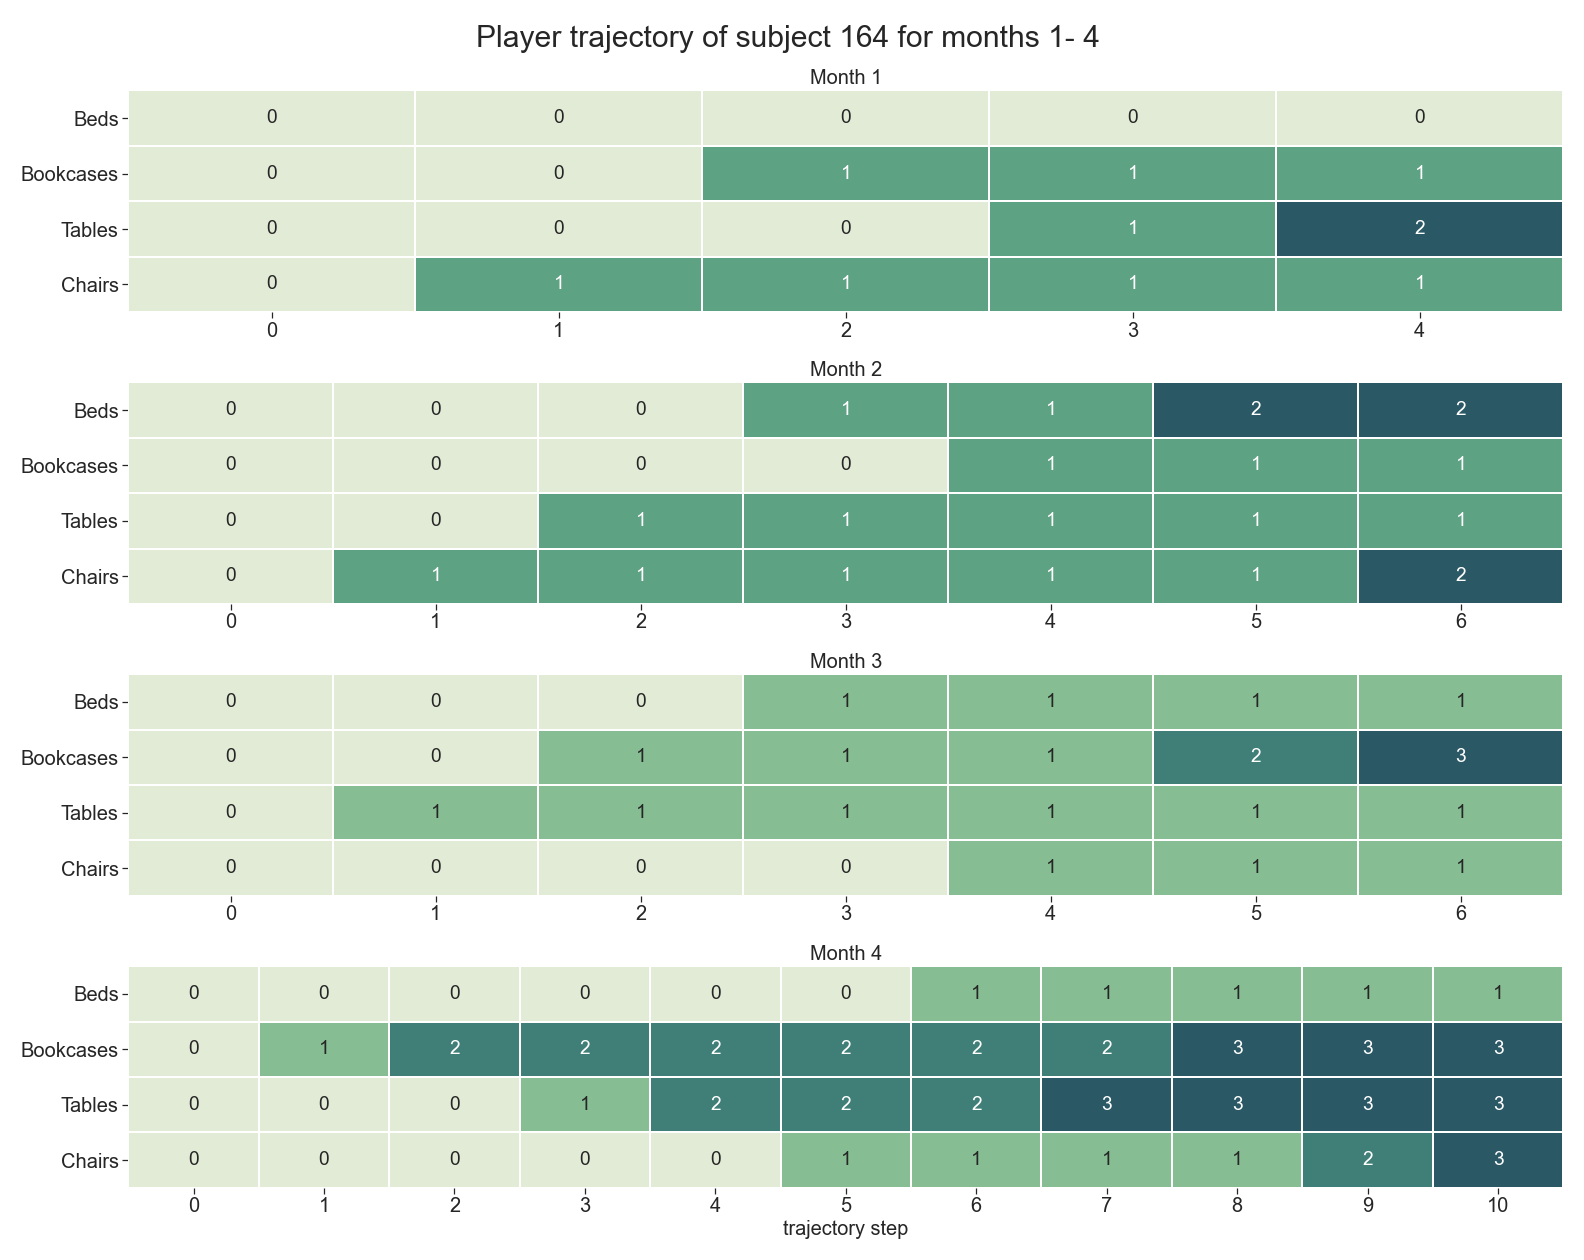 Player trajectory of subject 164 for months 1- 4
Month 1
Beds 0 0 0 0 0
Bookcases 0 0 1 1 1
Tables 0 0 0 1 2
Chairs 0 1 1 1 1
0 1 2 3 4
Month 2
Beds 0 0 0 1 1 2 2
Bookcases 0 0 0 0 1 1 1
Tables 0 0 1 1 1 1 1
Chairs 0 1 1 1 1 1 2
0 1 2 3 4 5 6
Month 3
Beds 0 0 0 1 1 1 1
Bookcases 0 0 1 1 1 2 3
Tables 0 1 1 1 1 1 1
Chairs 0 0 0 0 1 1 1
0 1 2 3 4 5 6
Month 4
Beds 0 0 0 0 0 0 1 1 1 1 1
Bookcases 0 1 2 2 2 2 2 2 3 3 3
Tables 0 0 0 1 2 2 2 3 3 3 3
Chairs 0 0 0 0 0 1 1 1 1 2 3
0 1 2 3 4 5 6 7 8 9 10
trajectory step